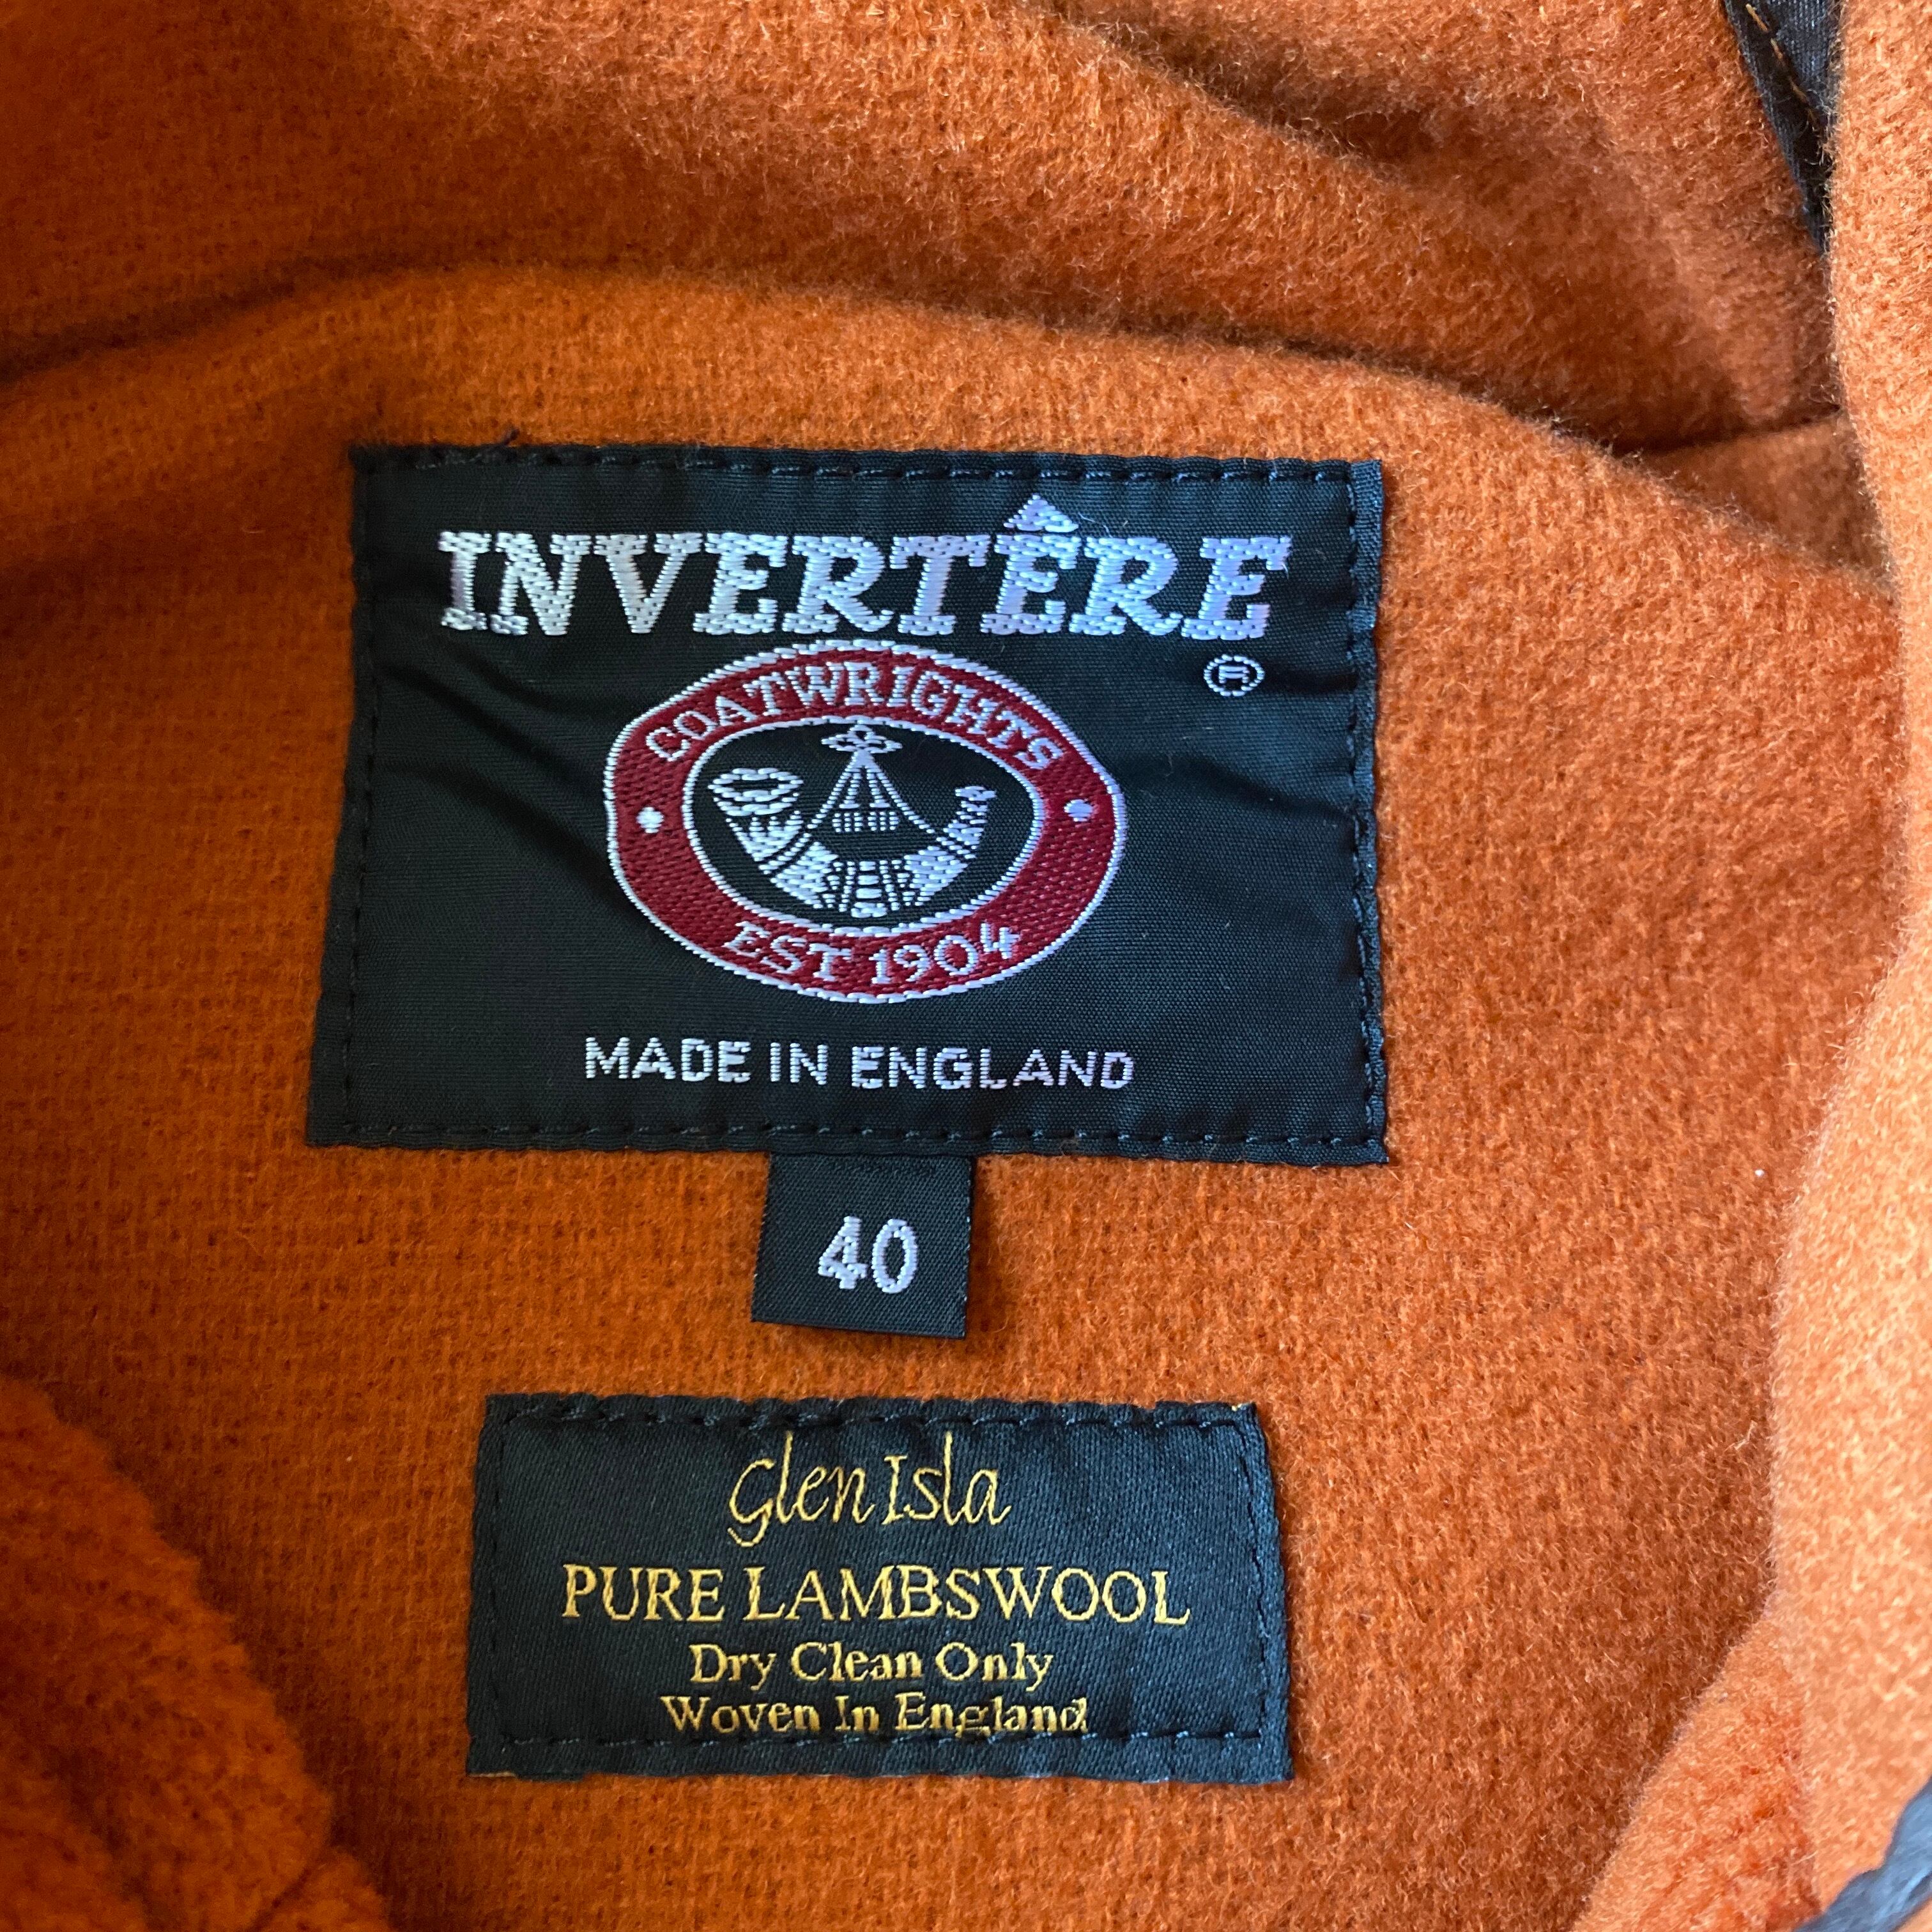 INVERTÊRE
®
COATWRIGHTS
EST 1904
MADE IN ENGLAND
40
Glen Isla
PURE LAMBSWOOL
Dry Clean Only
Woven In England